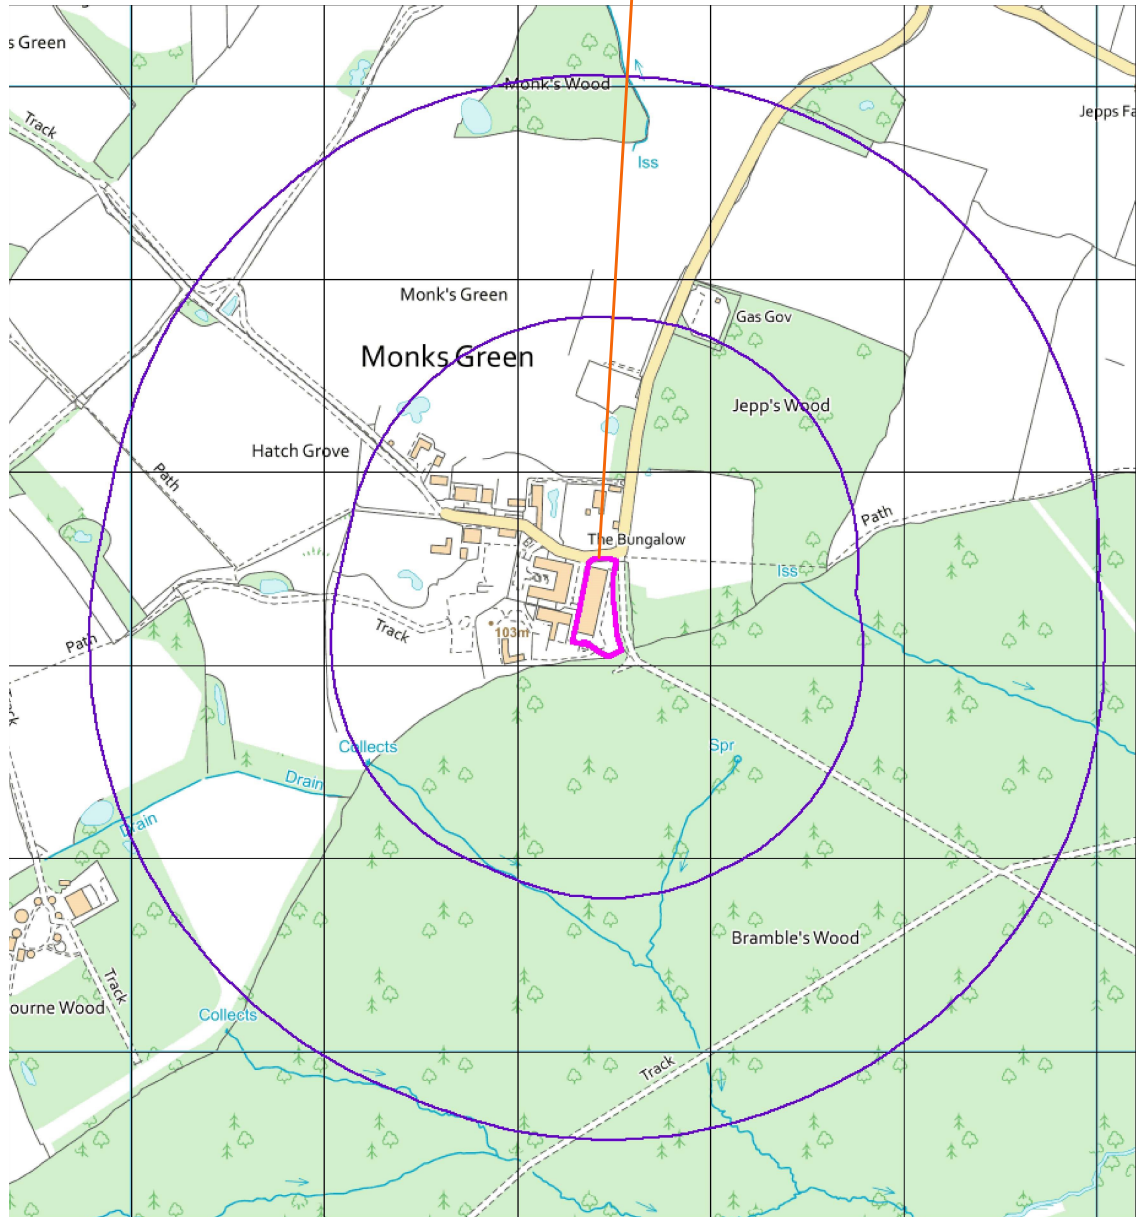 s Green
Monk's Wood
Track
Jepps Fa
Iss
Monk's Green
Gas Gov
Monks Green
Jepp's Wood
Hatch Grove
Path
Path
The Bungalow
Iss
Track
103m
Path
Collects
Spr
Drain
Drain
Bramble's Wood
Track
ourne Wood
Collects
Track